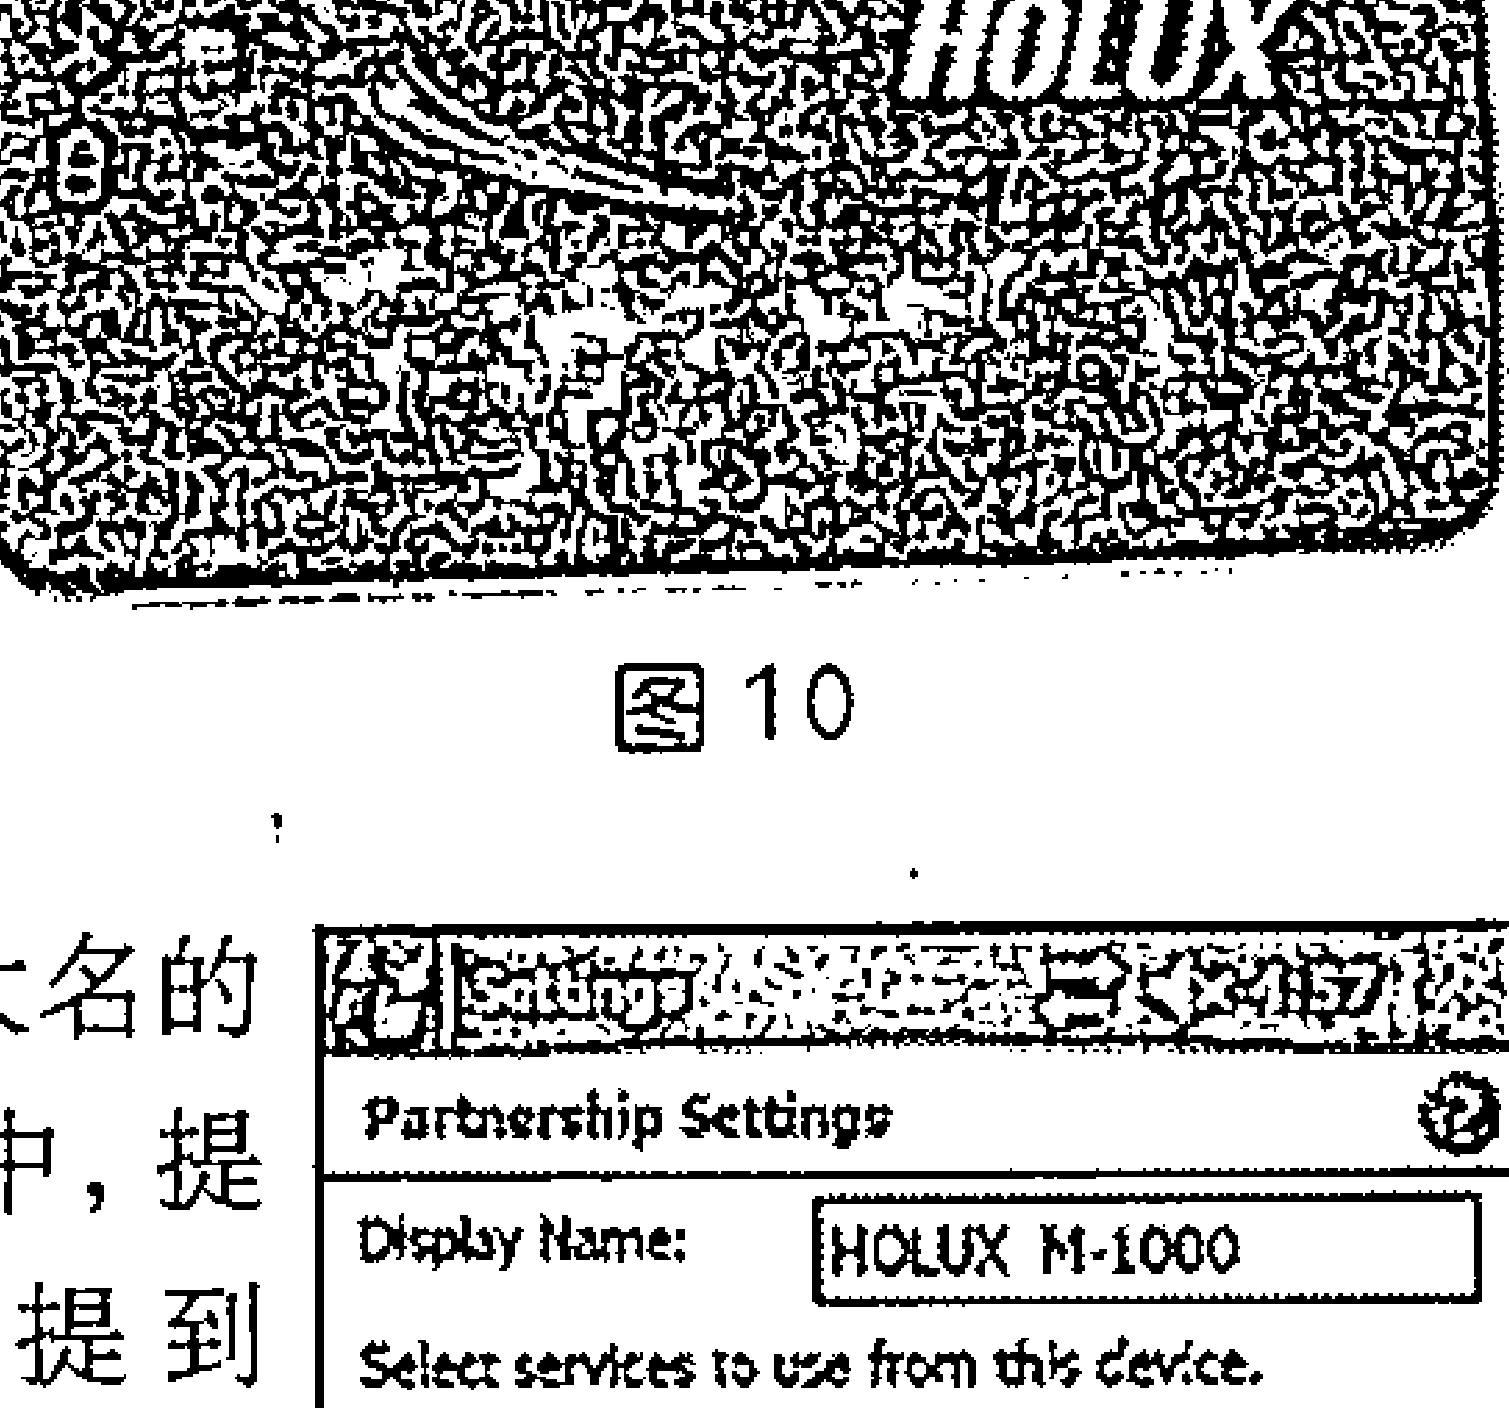 HOLUX
图 10
名的
中，提
提到
Settings
Partnership Settings
Display Name: HOLUX M-1000
Select services to use from this device.